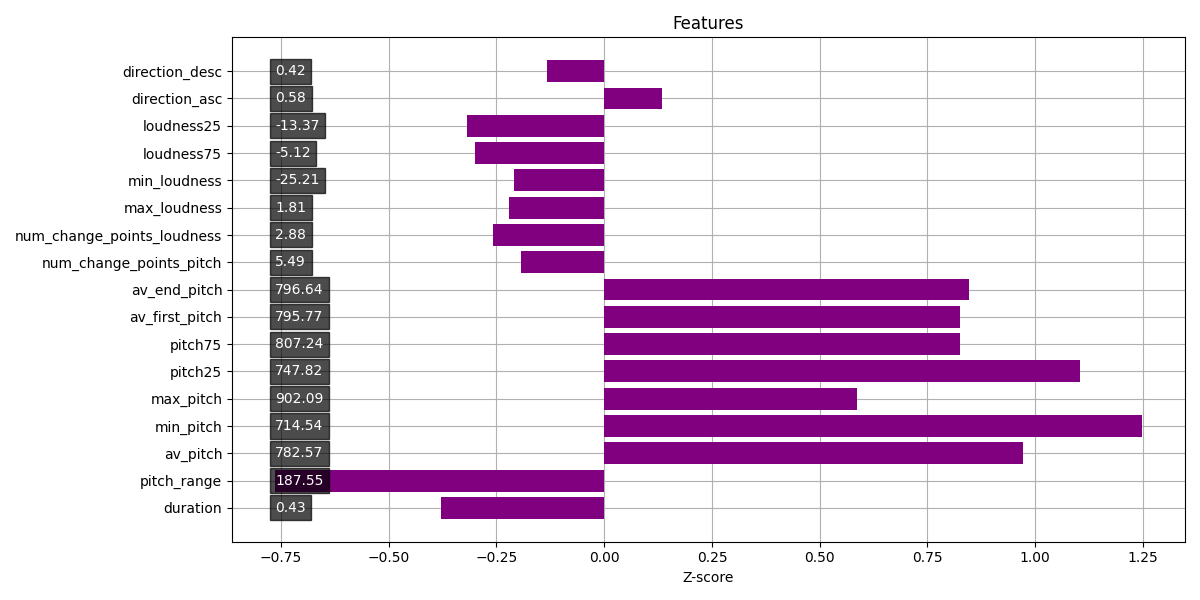 Features
direction_desc 0.42
direction_asc 0.58
loudness25 -13.37
loudness75 -5.12
min_loudness -25.21
max_loudness 1.81
num_change_points_loudness 2.88
num_change_points_pitch 5.49
av_end_pitch 796.64
av_first_pitch 795.77
pitch75 807.24
pitch25 747.82
max_pitch 902.09
min_pitch 714.54
av_pitch 782.57
pitch_range 187.55
duration 0.43
−0.75 −0.50 −0.25 0.00 0.25 0.50 0.75 1.00 1.25
Z-score